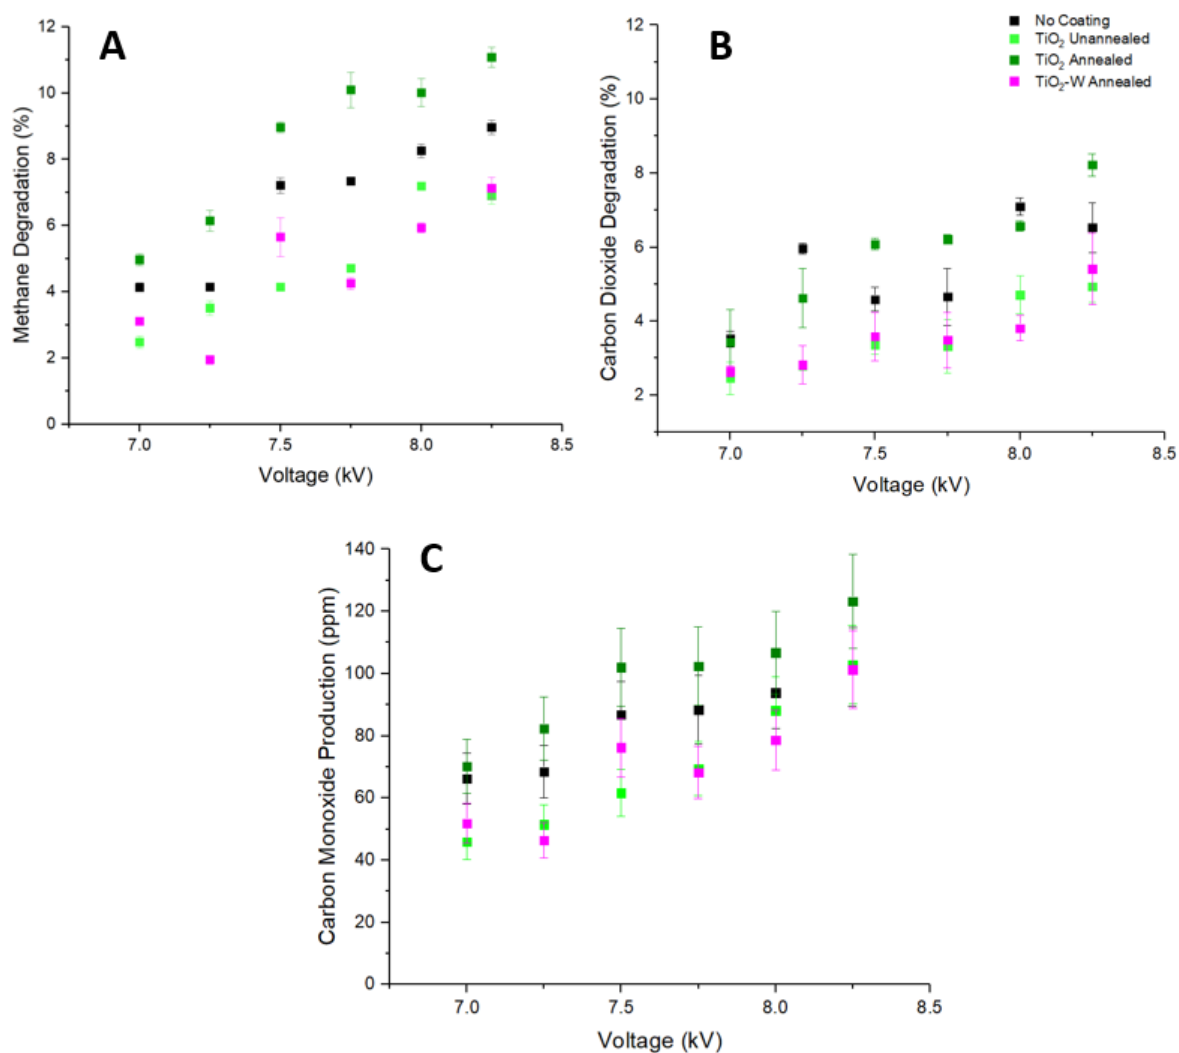 A
Methane Degradation (%)
12
10
8
6
4
2
0
7.0 7.5 8.0 8.5
Voltage (kV)
B
No Coating
TiO₂ Unannealed
TiO₂ Annealed
TiO₂-W Annealed
Carbon Dioxide Degradation (%)
12
10
8
6
4
2
7.0 7.5 8.0 8.5
Voltage (kV)
C
Carbon Monoxide Production (ppm)
140
120
100
80
60
40
20
0
7.0 7.5 8.0 8.5
Voltage (kV)